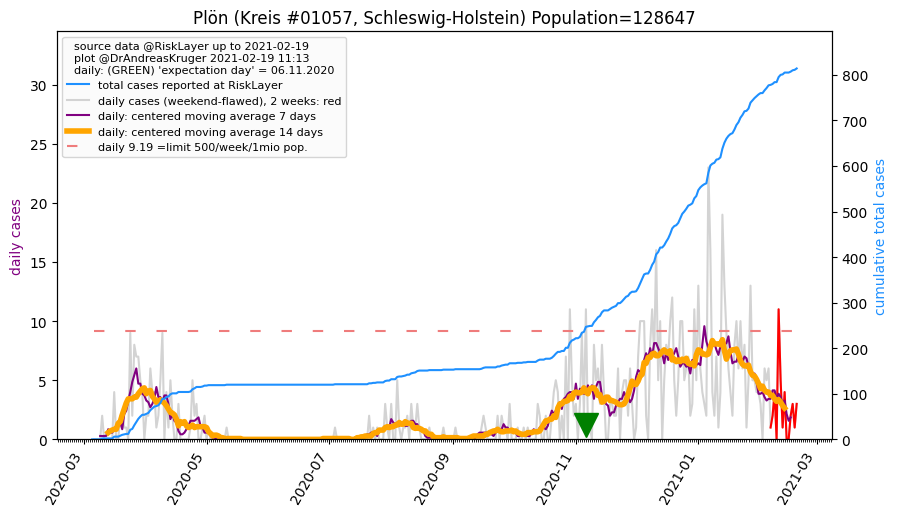 Plön (Kreis #01057, Schleswig-Holstein) Population=128647
source data @RiskLayer up to 2021-02-19
plot @DrAndreasKruger 2021-02-19 11:13
daily: (GREEN) 'expectation day' = 06.11.2020
total cases reported at RiskLayer
daily cases (weekend-flawed), 2 weeks: red
daily: centered moving average 7 days
daily: centered moving average 14 days
daily 9.19 =limit 500/week/1mio pop.
daily cases
30
25
20
15
10
5
0
cumulative total cases
800
700
600
500
400
300
200
100
0
2020-03
2020-05
2020-07
2020-09
2020-11
2021-01
2021-03